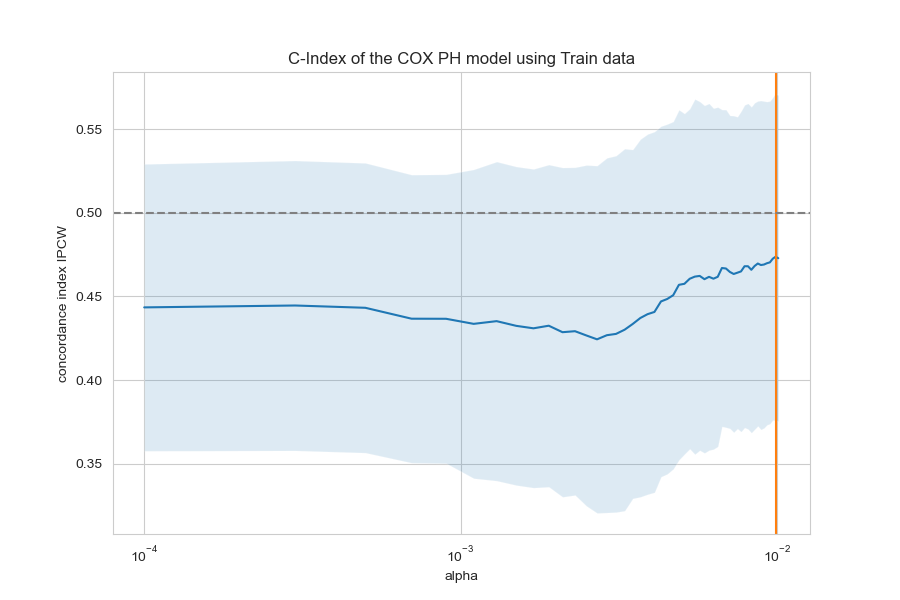 C-Index of the COX PH model using Train data
concordance index IPCW
0.55
0.50
0.45
0.40
0.35
10⁻⁴
10⁻³
10⁻²
alpha